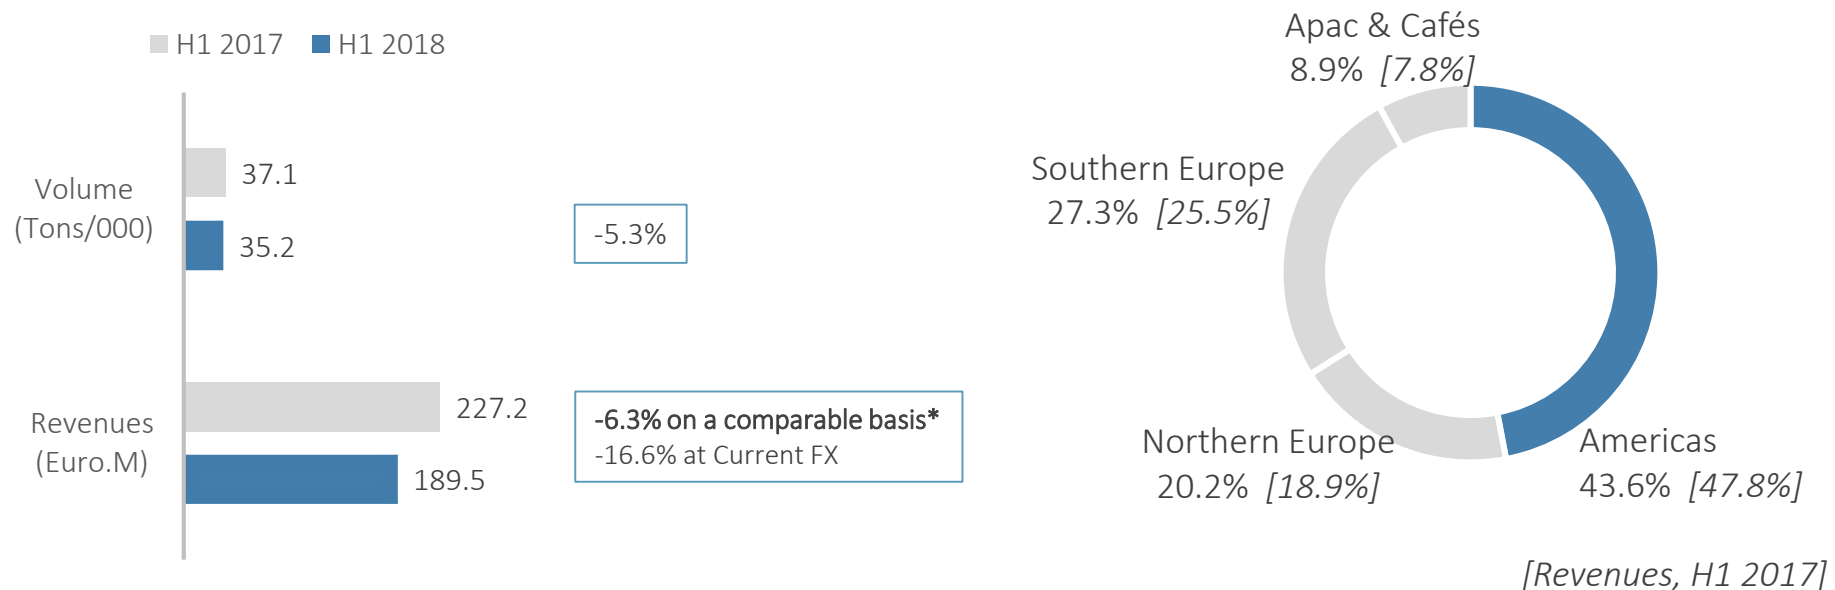 H1 2017
H1 2018
Volume
(Tons/000)
37.1
35.2
-5.3%
Revenues
(Euro.M)
227.2
189.5
-6.3% on a comparable basis*
-16.6% at Current FX
Apac & Cafés
8.9% [7.8%]
Southern Europe
27.3% [25.5%]
Northern Europe
20.2% [18.9%]
Americas
43.6% [47.8%]
[Revenues, H1 2017]